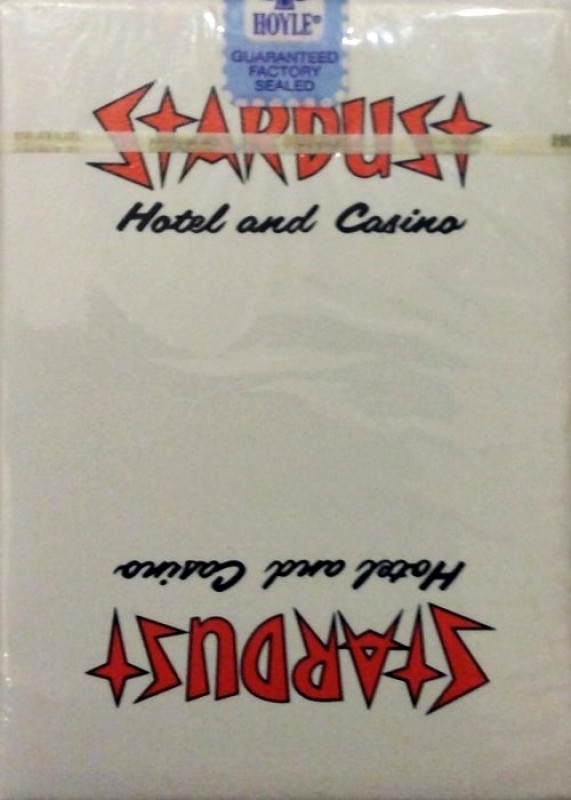 HOYLE®
GUARANTEED
FACTORY
SEALED
STARDUST
Hotel and Casino
Hotel and Casino
STARDUST